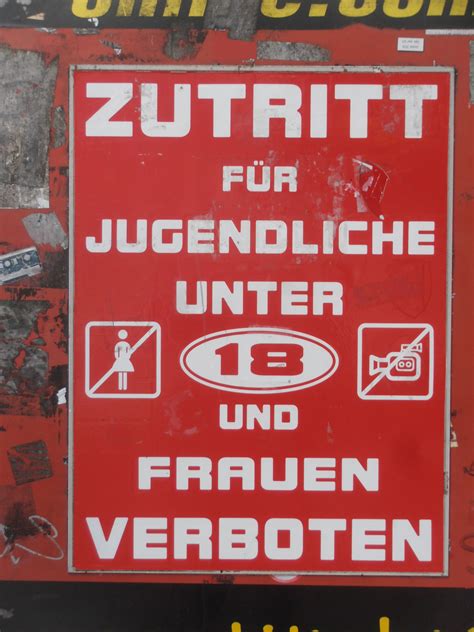 ZUTRITT
FÜR
JUGENDLICHE
UNTER
18
UND
FRAUEN
VERBOTEN